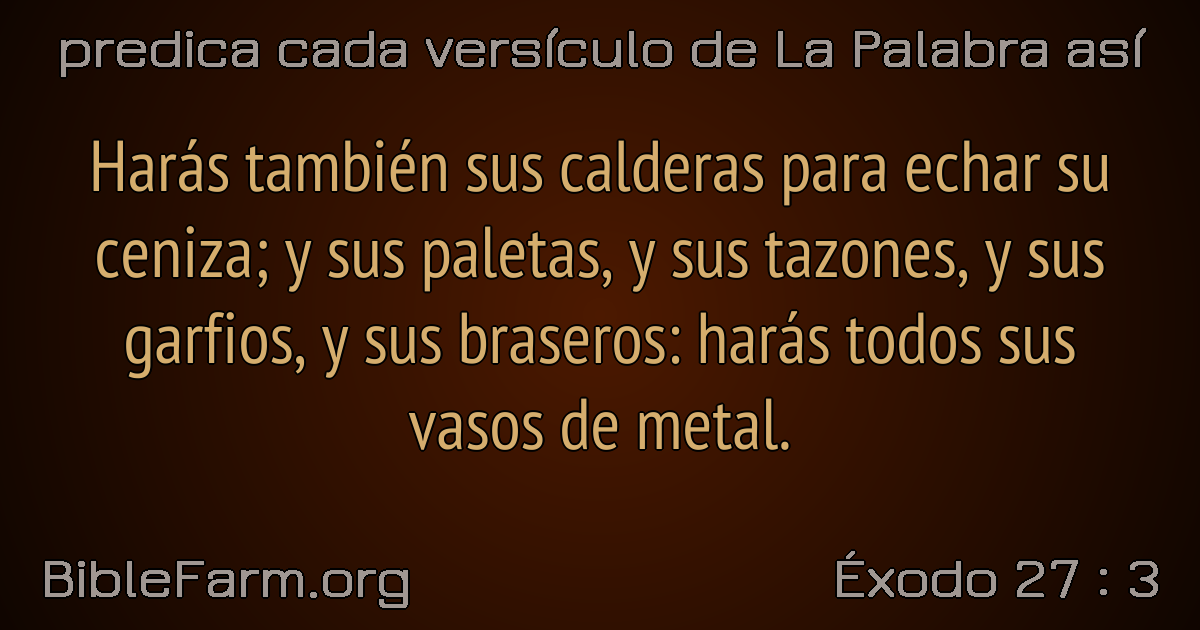 predica cada versículo de La Palabra así
Harás también sus calderas para echar su
ceniza; y sus paletas, y sus tazones, y sus
garfios, y sus braseros: harás todos sus
vasos de metal.
BibleFarm.org
Éxodo 27 : 3